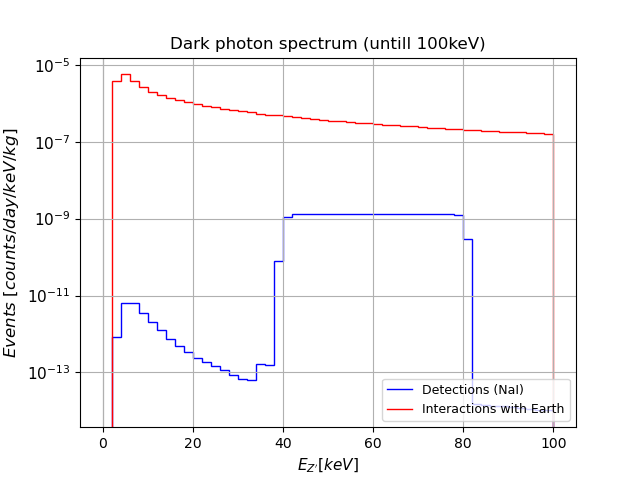 Dark photon spectrum (untill 100keV)
Events [counts/day/keV/kg]
10⁻⁵
10⁻⁷
10⁻⁹
10⁻¹¹
10⁻¹³
Detections (NaI)
Interactions with Earth
0 20 40 60 80 100
E_{Z'}[keV]